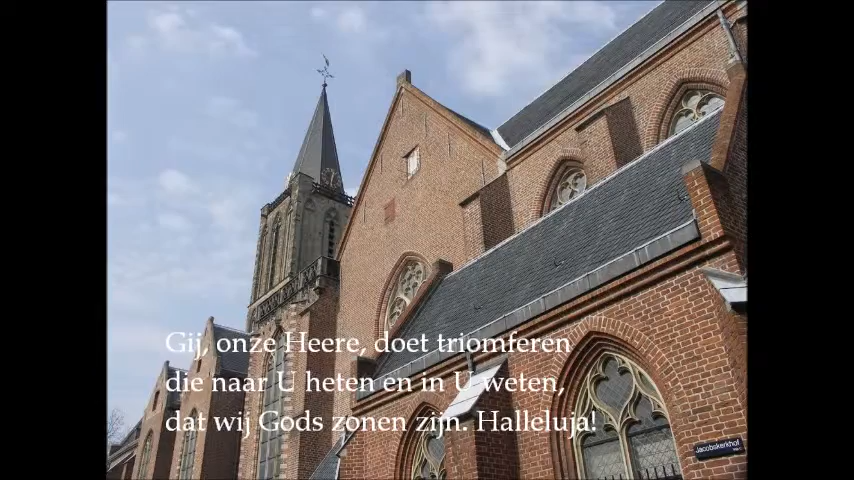 Gij, onze Heere, doet triomferen
die naar U heten en in U weten,
dat wij Gods zonen zijn. Halleluja!
Jacobskerkhof